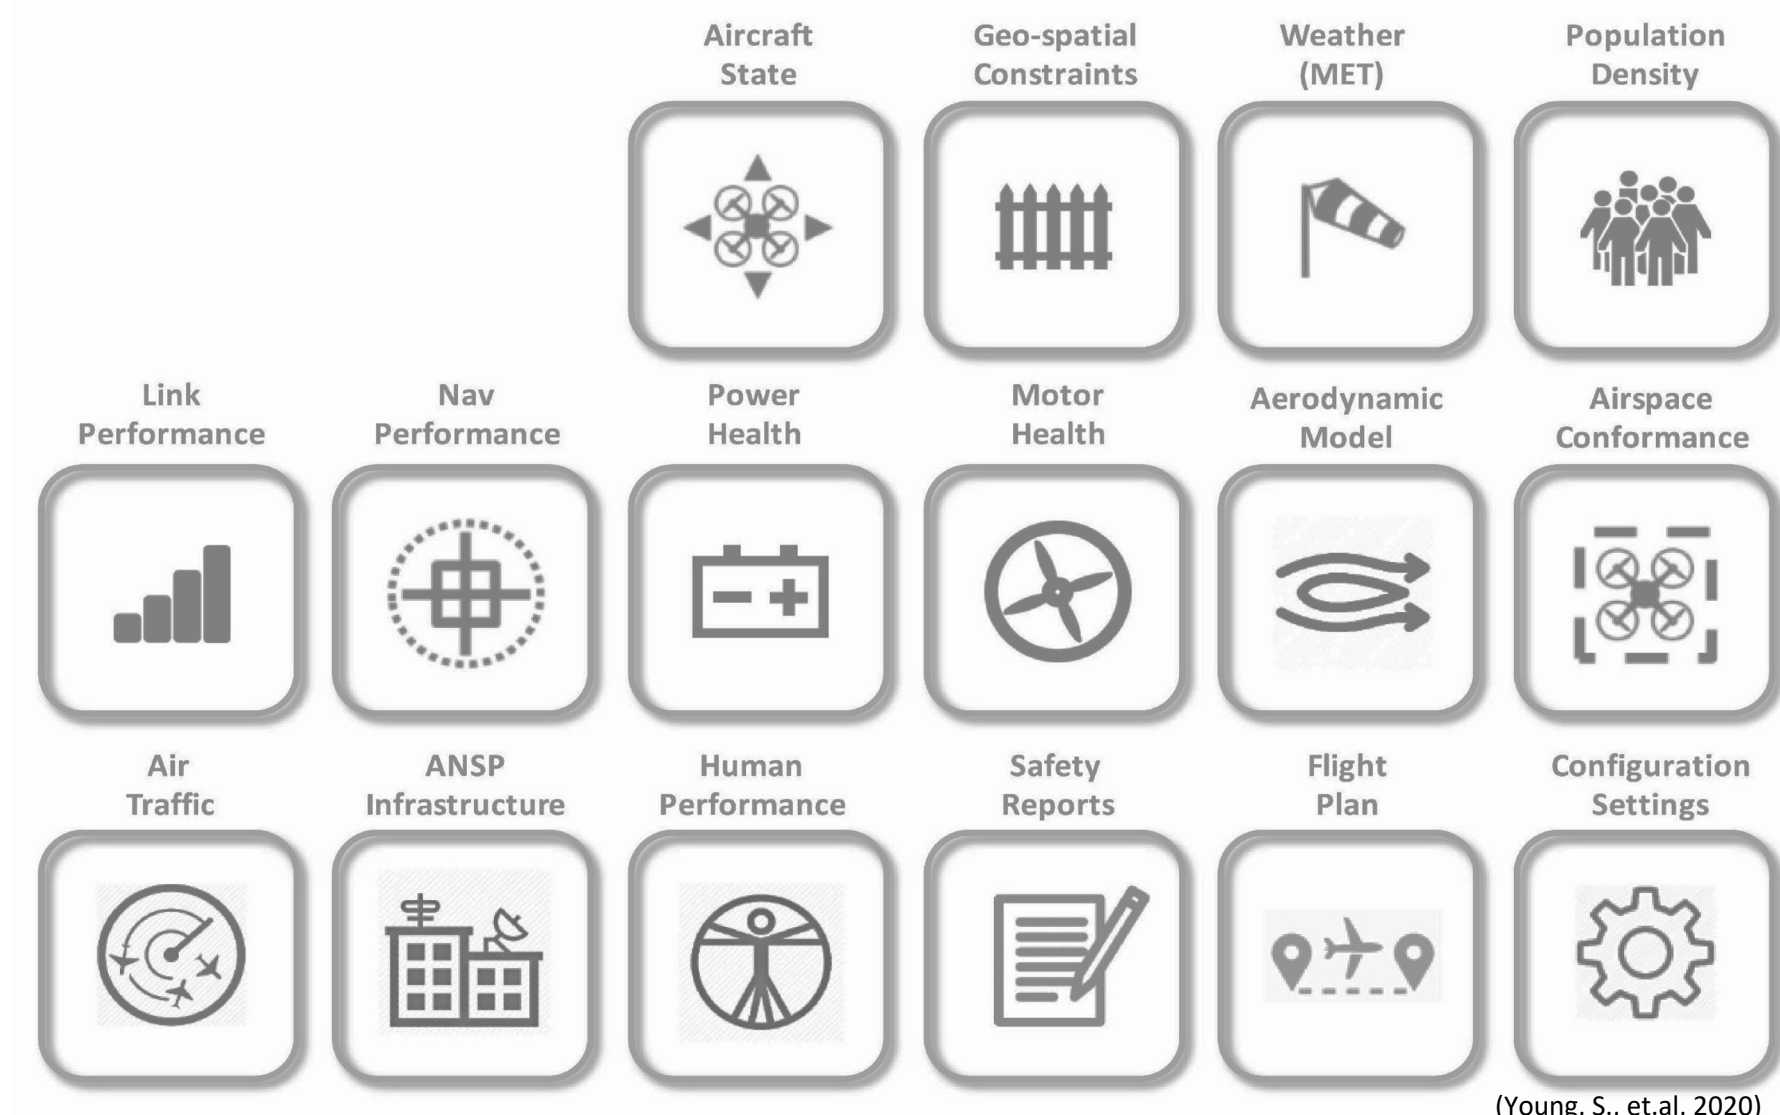 Aircraft
State
Geo-spatial
Constraints
Weather
(MET)
Population
Density
Link
Performance
Nav
Performance
Power
Health
Motor
Health
Aerodynamic
Model
Airspace
Conformance
Air
Traffic
ANSP
Infrastructure
Human
Performance
Safety
Reports
Flight
Plan
Configuration
Settings
(Young, S., et.al. 2020)